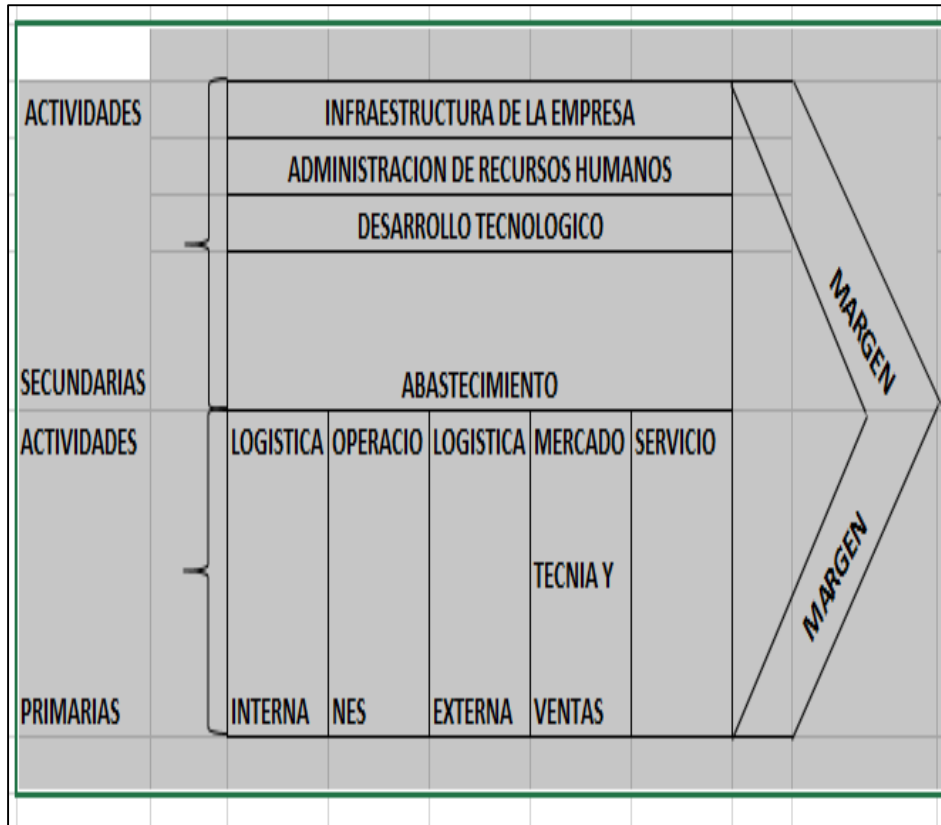 ACTIVIDADES
INFRAESTRUCTURA DE LA EMPRESA
ADMINISTRACION DE RECURSOS HUMANOS
DESARROLLO TECNOLOGICO
SECUNDARIAS
ABASTECIMIENTO
MARGEN
ACTIVIDADES
LOGISTICA OPERACIO LOGISTICA MERCADO SERVICIO
TECNIA Y
PRIMARIAS
INTERNA NES EXTERNA VENTAS
MARGEN